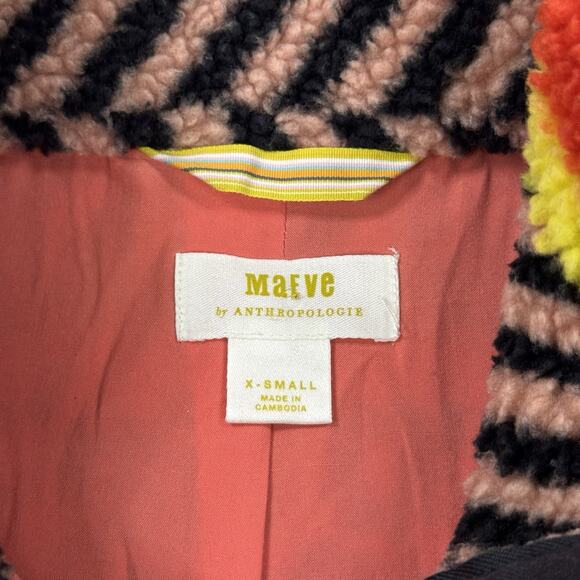 Maeve
by ANTHROPOLOGIE
X-SMALL
MADE IN
CAMBODIA